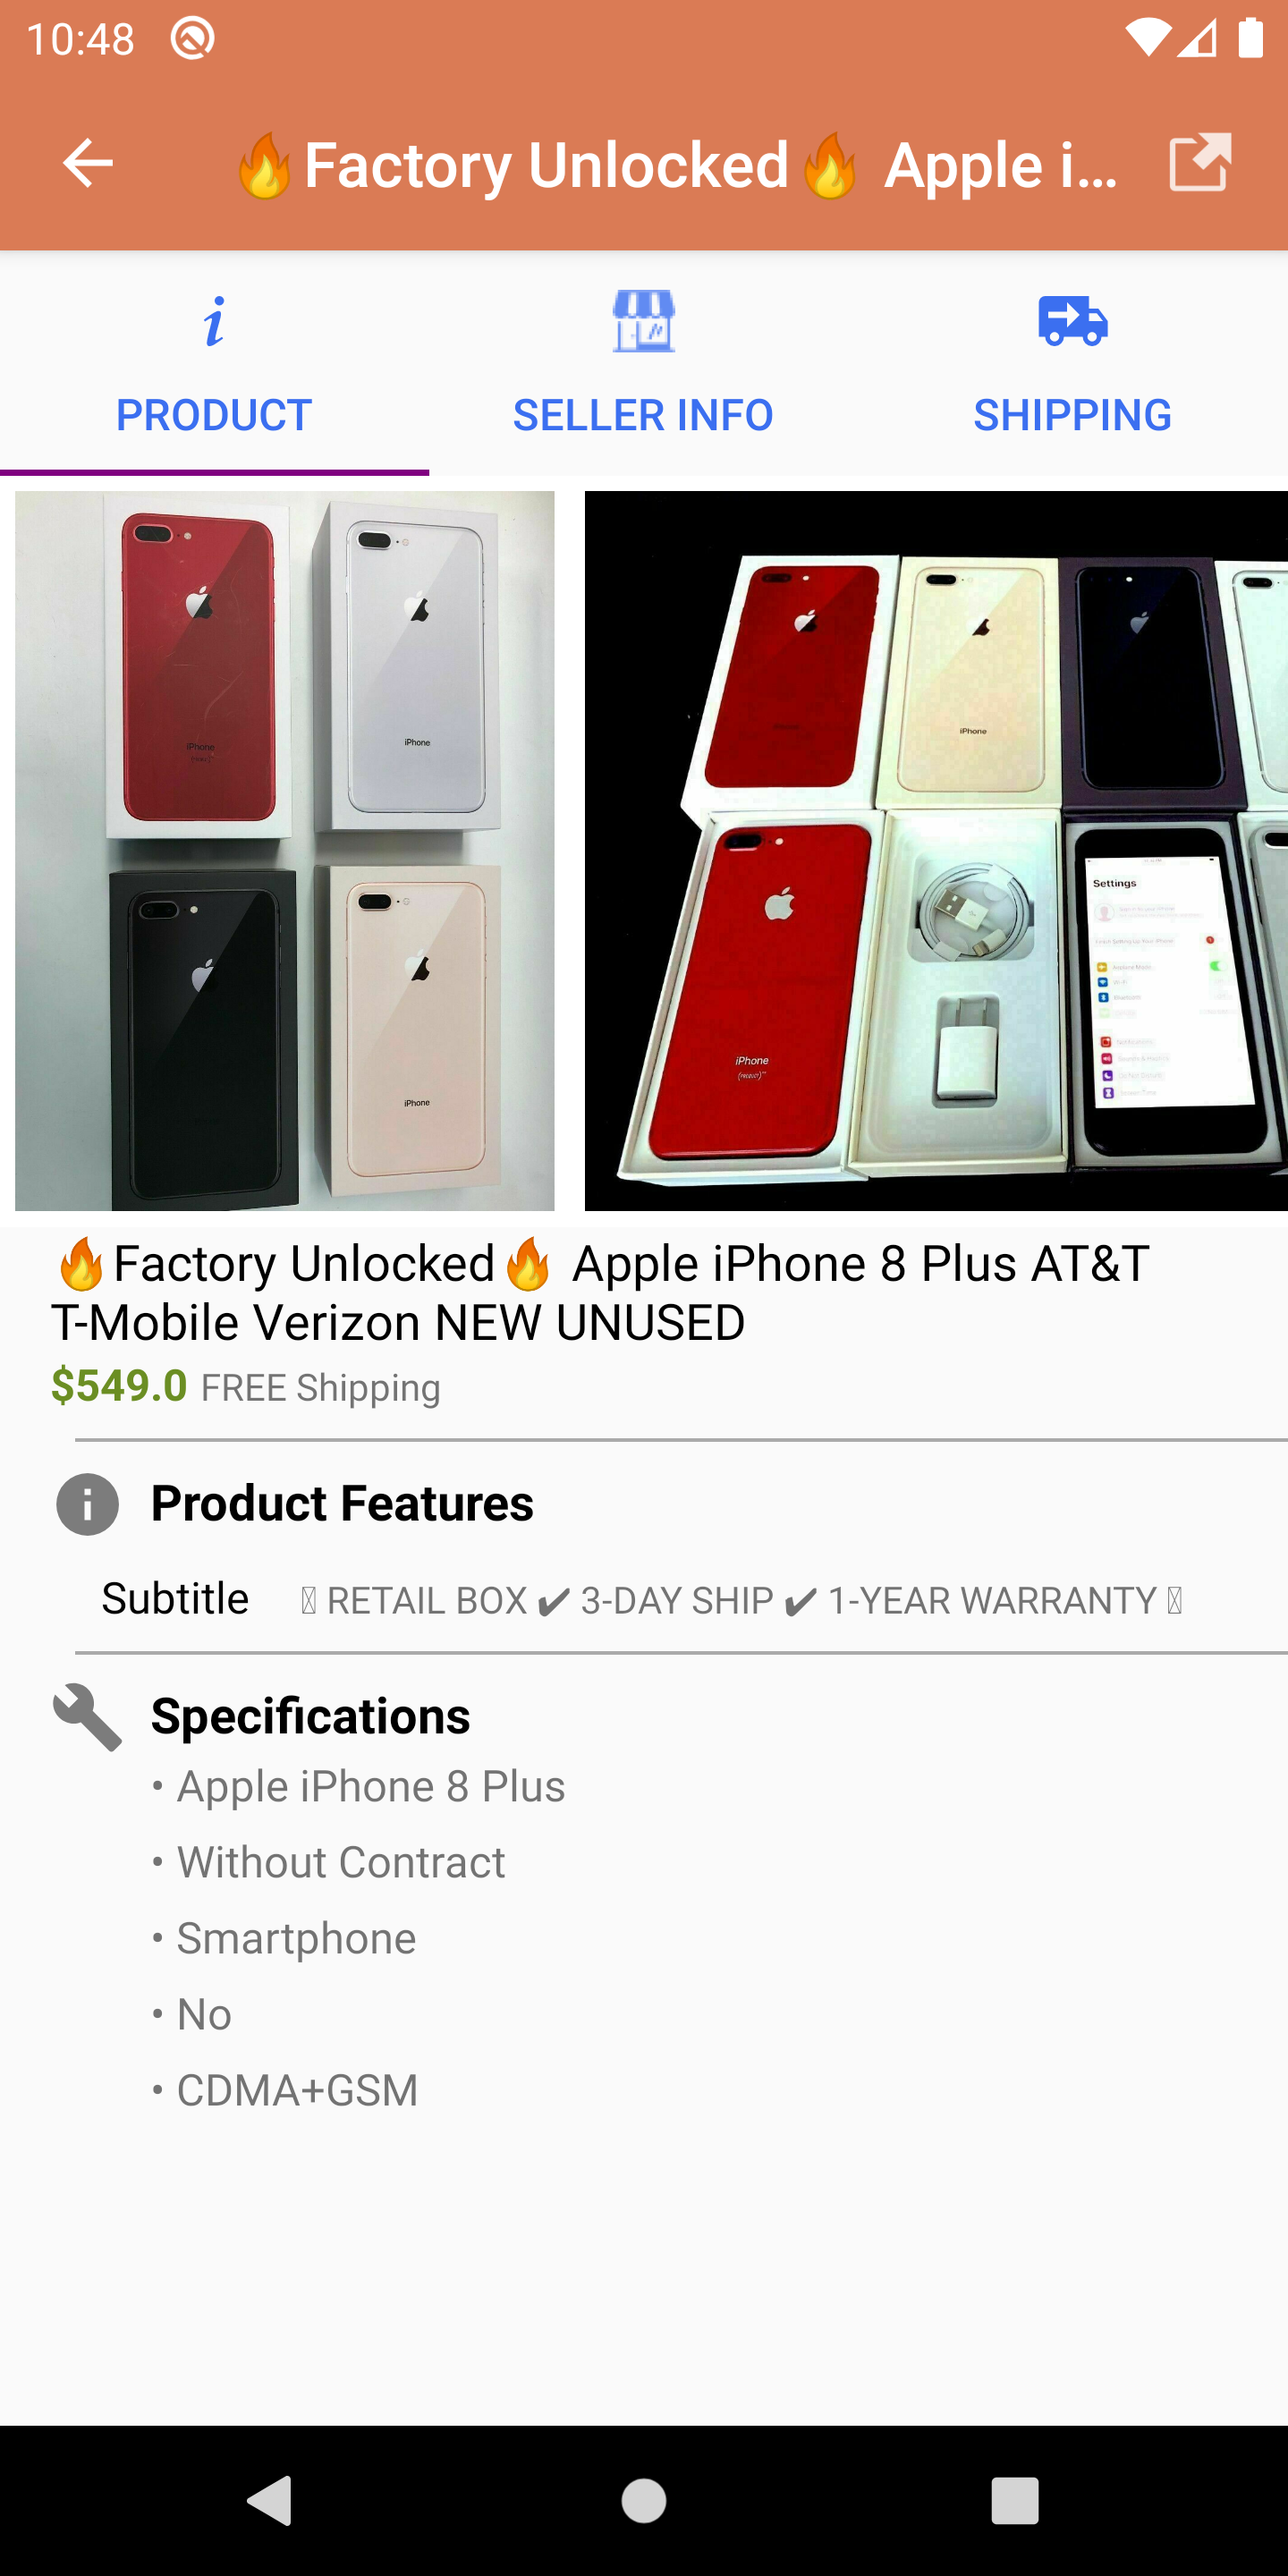 10:48
🔥Factory Unlocked🔥 Apple i...
PRODUCT
SELLER INFO
SHIPPING
iPhone
iPhone
iPhone
iPhone
iPhone
Settings
🔥Factory Unlocked🔥 Apple iPhone 8 Plus AT&T
T-Mobile Verizon NEW UNUSED
$549.0 FREE Shipping
Product Features
Subtitle RETAIL BOX ✔ 3-DAY SHIP ✔ 1-YEAR WARRANTY
Specifications
• Apple iPhone 8 Plus
• Without Contract
• Smartphone
• No
• CDMA+GSM